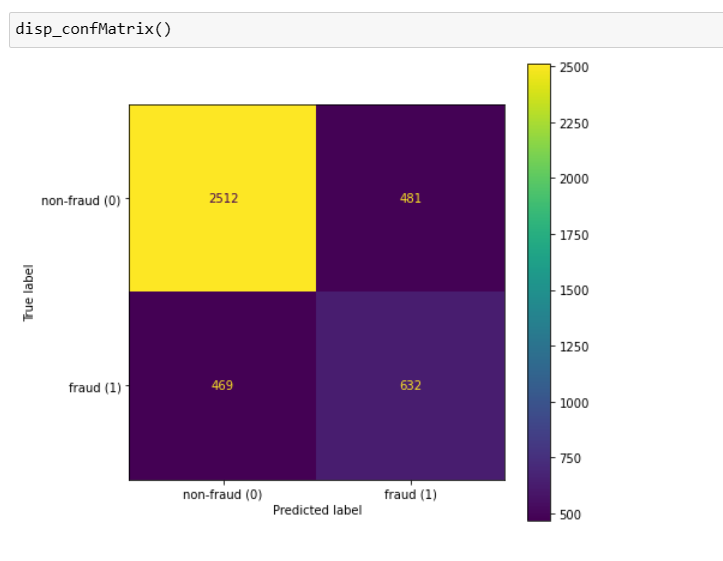 disp_confMatrix()
2500
2250
2000
1750
1500
1250
1000
750
500
True label
non-fraud (0)
2512
481
fraud (1)
469
632
non-fraud (0)
fraud (1)
Predicted label